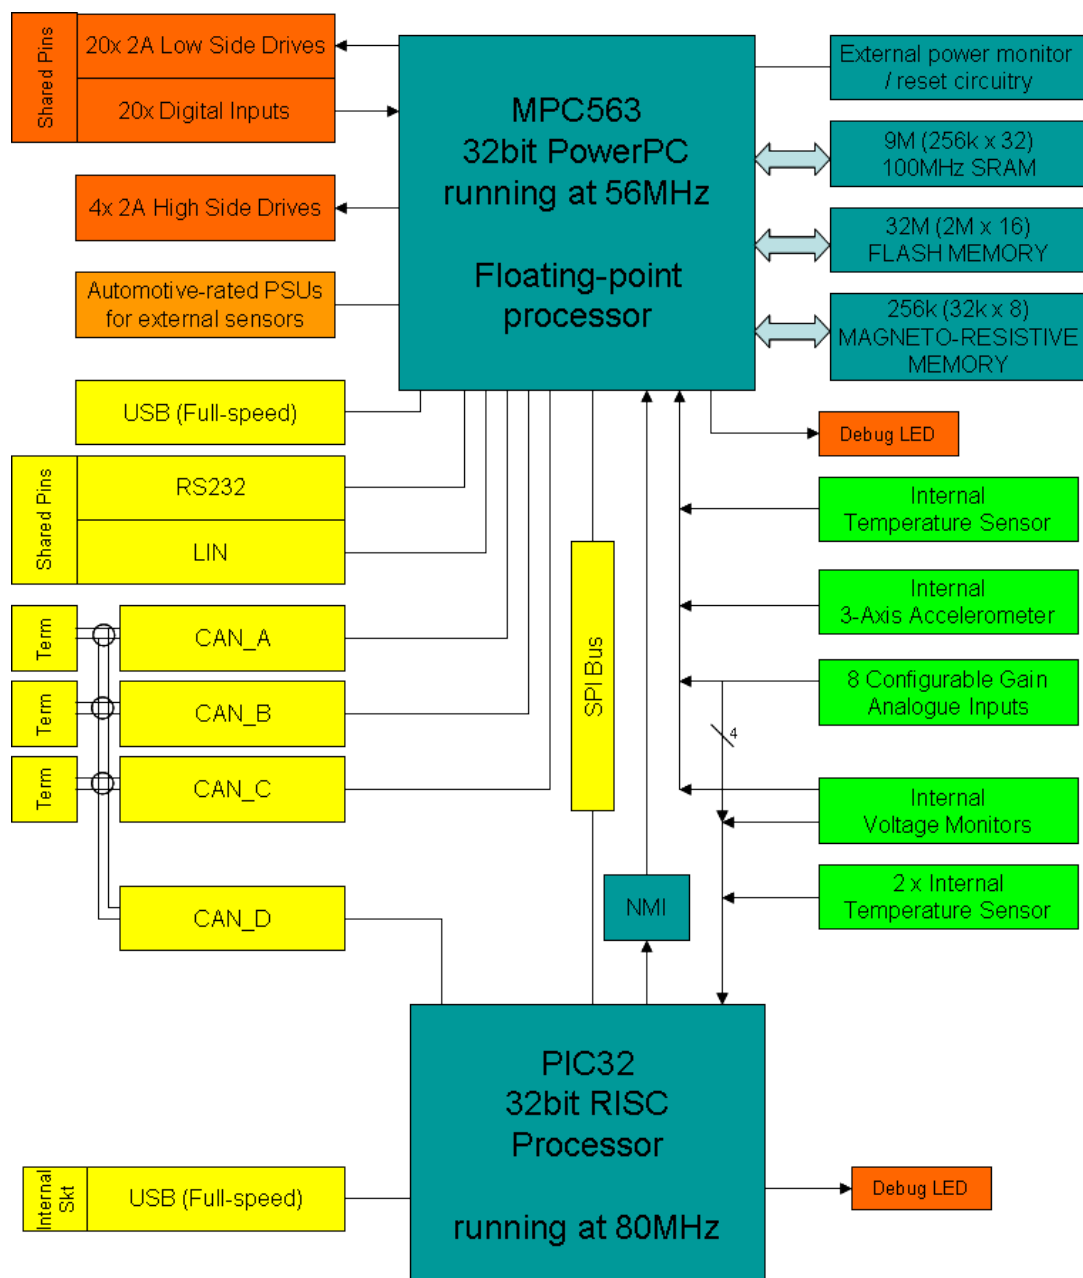 Shared Pins
20x 2A Low Side Drives
20x Digital Inputs
4x 2A High Side Drives
Automotive-rated PSUs
for external sensors
MPC563
32bit PowerPC
running at 56MHz
Floating-point
processor
External power monitor
/ reset circuitry
9M (256k x 32)
100MHz SRAM
32M (2M x 16)
FLASH MEMORY
256k (32k x 8)
MAGNETO-RESISTIVE
MEMORY
USB (Full-speed)
Shared Pins
RS232
LIN
Debug LED
Internal
Temperature Sensor
Internal
3-Axis Accelerometer
8 Configurable Gain
Analogue Inputs
4
Internal
Voltage Monitors
2 x Internal
Temperature Sensor
Term
CAN_A
Term
CAN_B
Term
CAN_C
CAN_D
SPI Bus
NMI
PIC32
32bit RISC
Processor
running at 80MHz
Internal
Skt
USB (Full-speed)
Debug LED